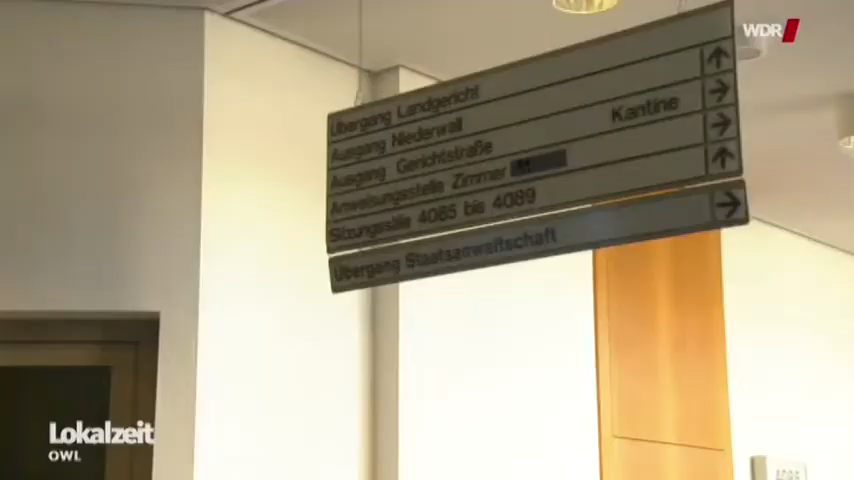 WDR
Übergang Landgericht
Ausgang Niederwall Kantine
Ausgang Gerichtstraße
Anweisungsstelle Zimmer
Sitzungssäle 4085 bis 4089
Übergang Staatsanwaltschaft
Lokalzeit
OWL